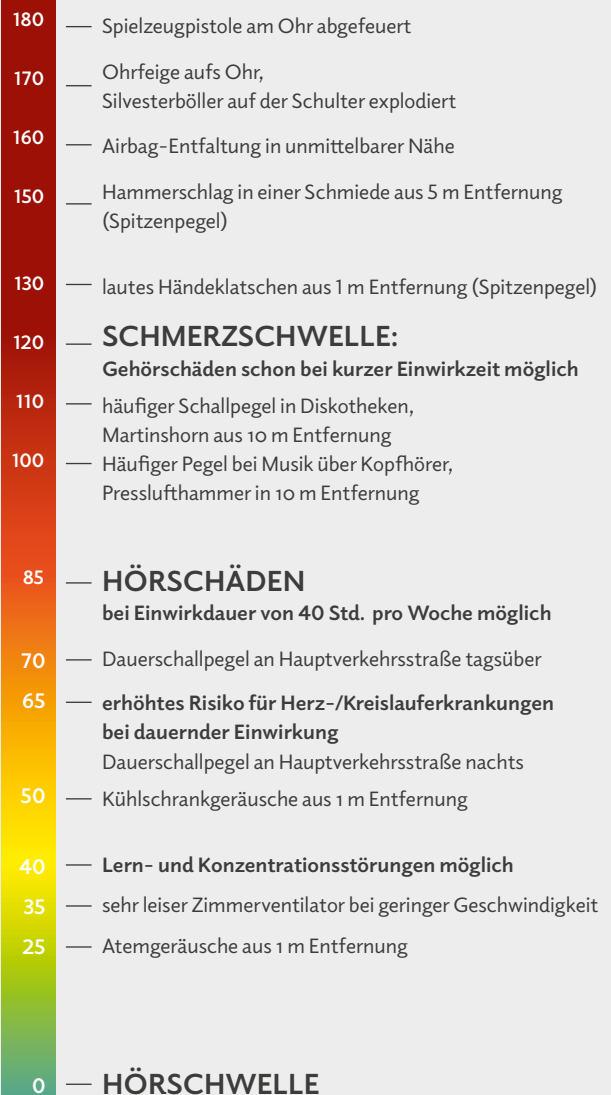 180 Spielzeugpistole am Ohr abgefeuert
170 Ohrfeige aufs Ohr,
Silvesterböller auf der Schulter explodiert
160 Airbag-Entfaltung in unmittelbarer Nähe
150 Hammerschlag in einer Schmiede aus 5 m Entfernung
(Spitzenpegel)
130 lautes Händeklatschen aus 1 m Entfernung (Spitzenpegel)
120 SCHMERZSCHWELLE:
Gehörschäden schon bei kurzer Einwirkzeit möglich
110 häufiger Schallpegel in Diskotheken,
Martinshorn aus 10 m Entfernung
100 Häufiger Pegel bei Musik über Kopfhörer,
Presslufthammer in 10 m Entfernung
85 HÖRSCHÄDEN
bei Einwirkdauer von 40 Std. pro Woche möglich
70 Dauerschallpegel an Hauptverkehrsstraße tagsüber
65 erhöhtes Risiko für Herz-/Kreislauferkrankungen
bei dauernder Einwirkung
Dauerschallpegel an Hauptverkehrsstraße nachts
50 Kühlschrankgeräusche aus 1 m Entfernung
40 Lern- und Konzentrationsstörungen möglich
35 sehr leiser Zimmerventilator bei geringer Geschwindigkeit
25 Atemgeräusche aus 1 m Entfernung
0 HÖRSCHWELLE